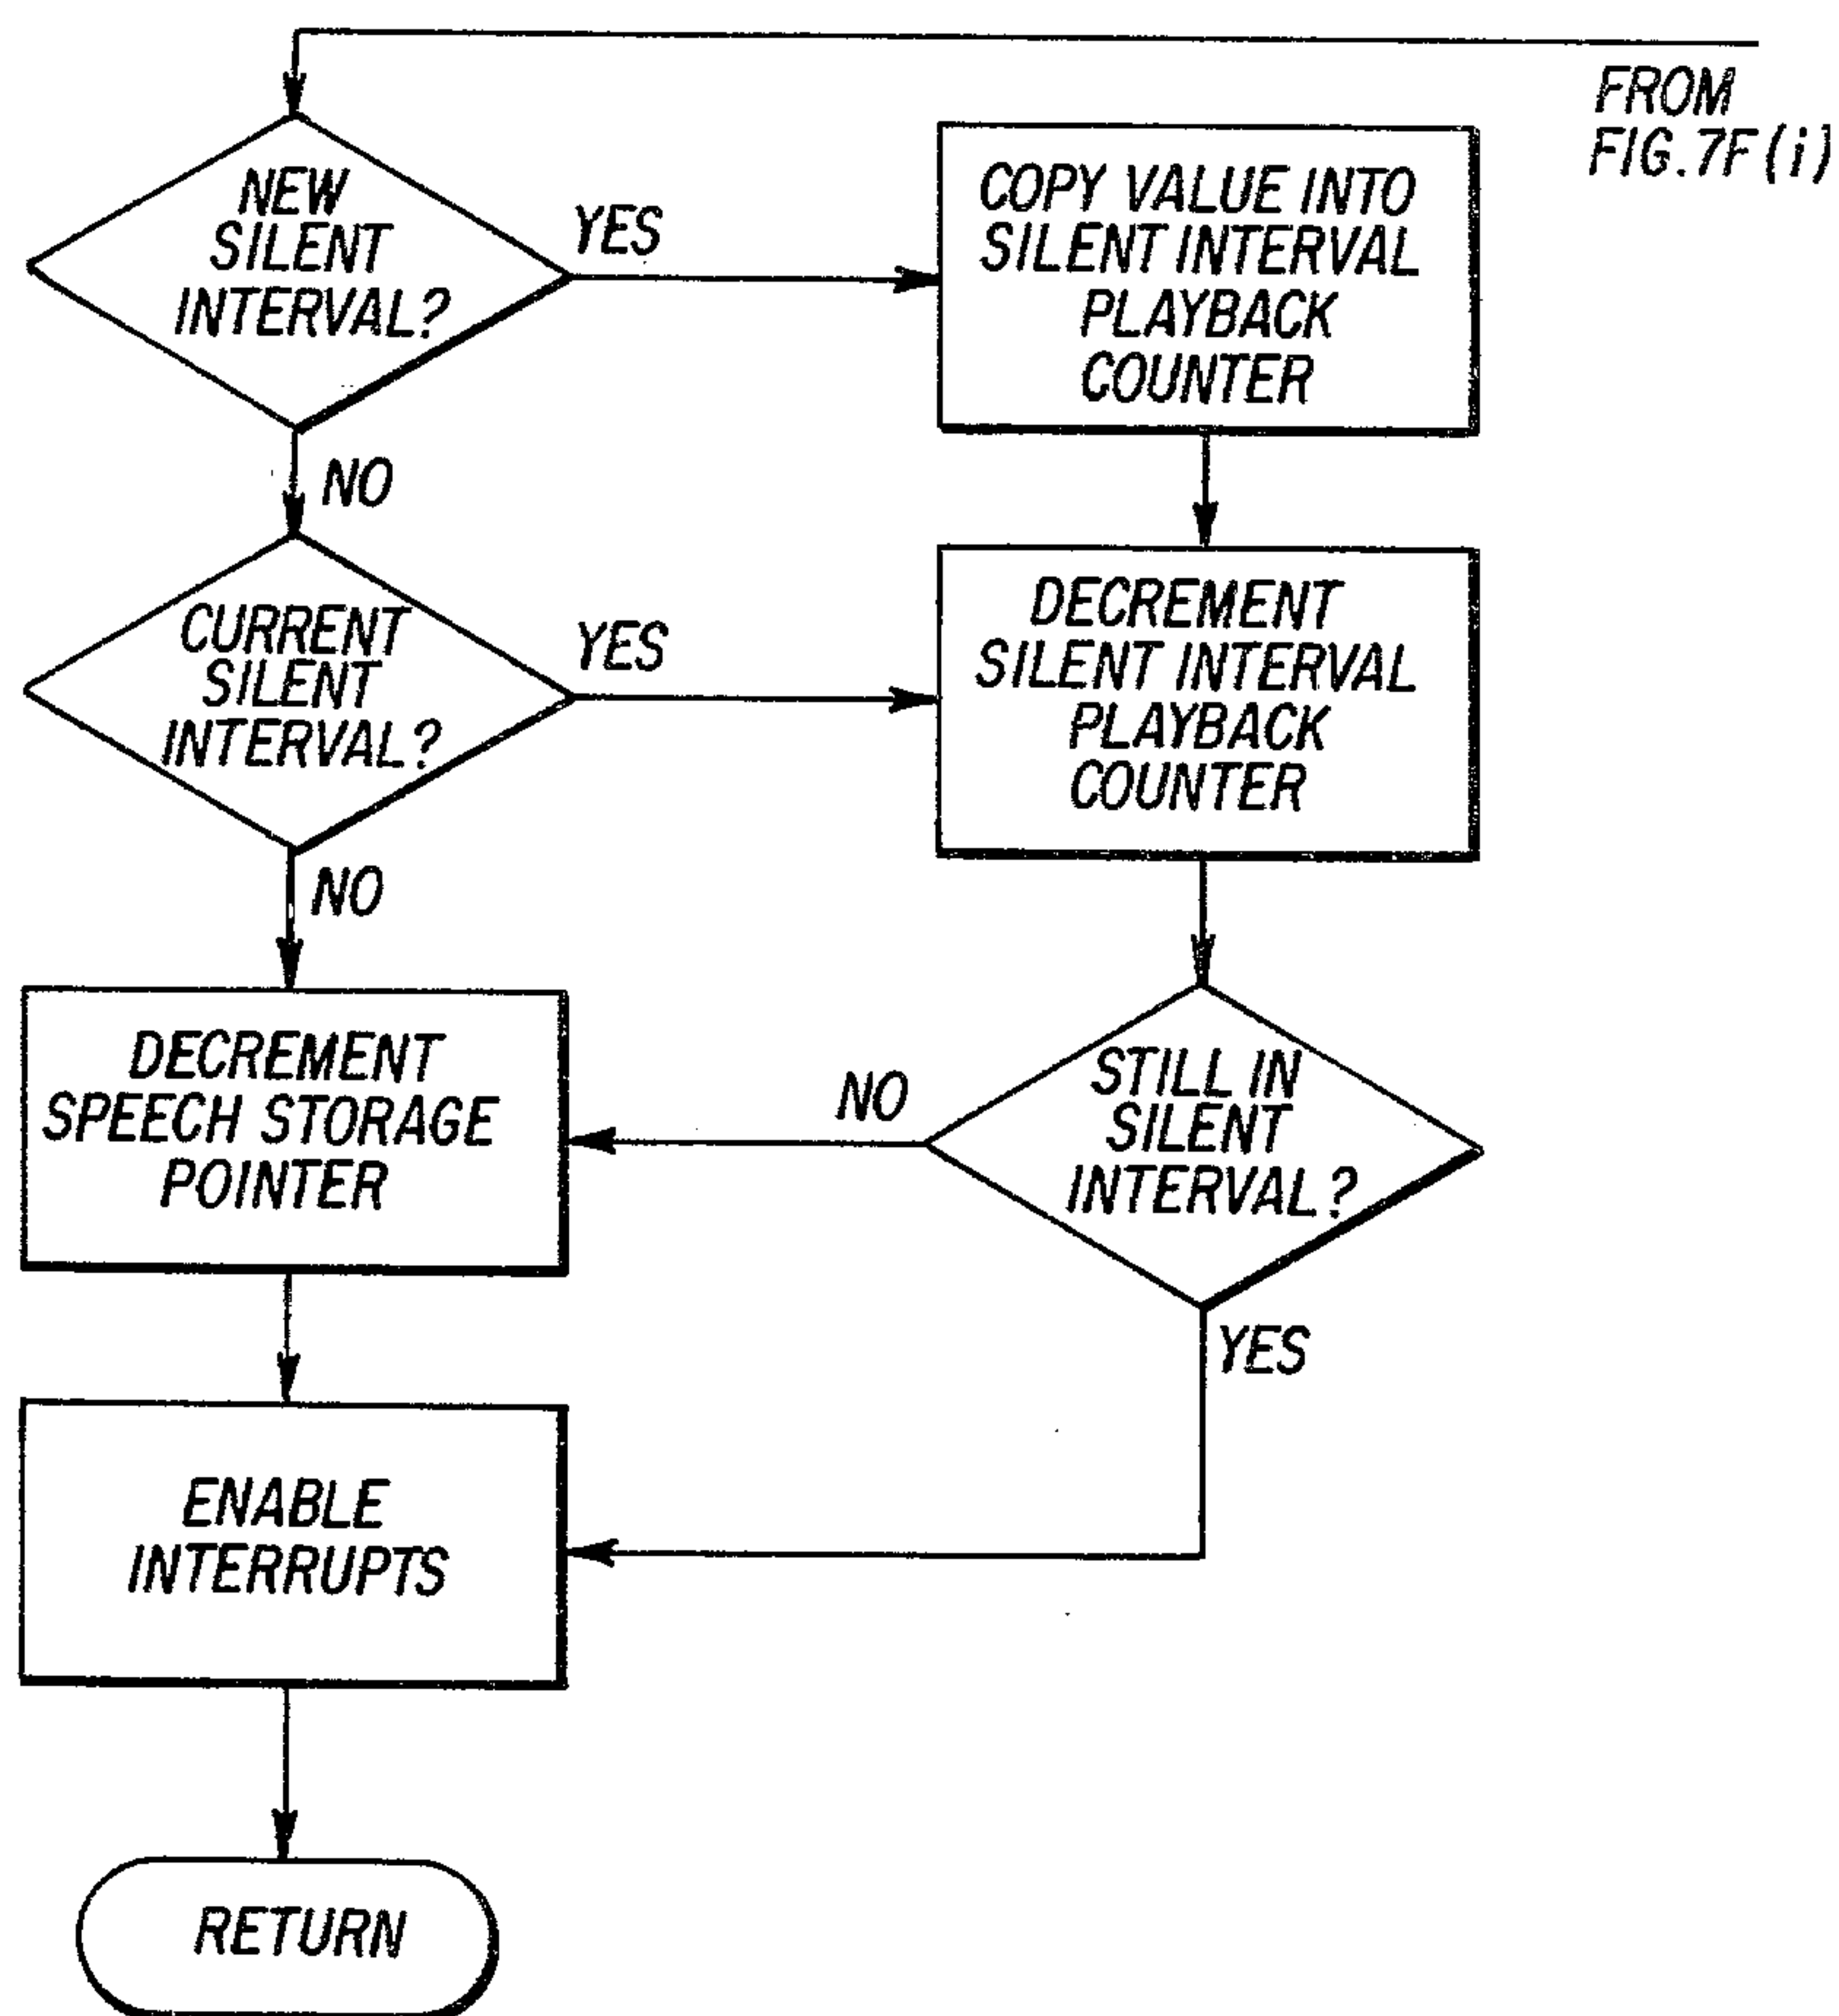 FROM
FIG. 7F (i)
NEW
SILENT
INTERVAL?
YES
COPY VALUE INTO
SILENT INTERVAL
PLAYBACK
COUNTER
NO
CURRENT
SILENT
INTERVAL?
YES
DECREMENT
SILENT INTERVAL
PLAYBACK
COUNTER
NO
DECREMENT
SPEECH STORAGE
POINTER
NO
STILL IN
SILENT
INTERVAL?
YES
ENABLE
INTERRUPTS
RETURN